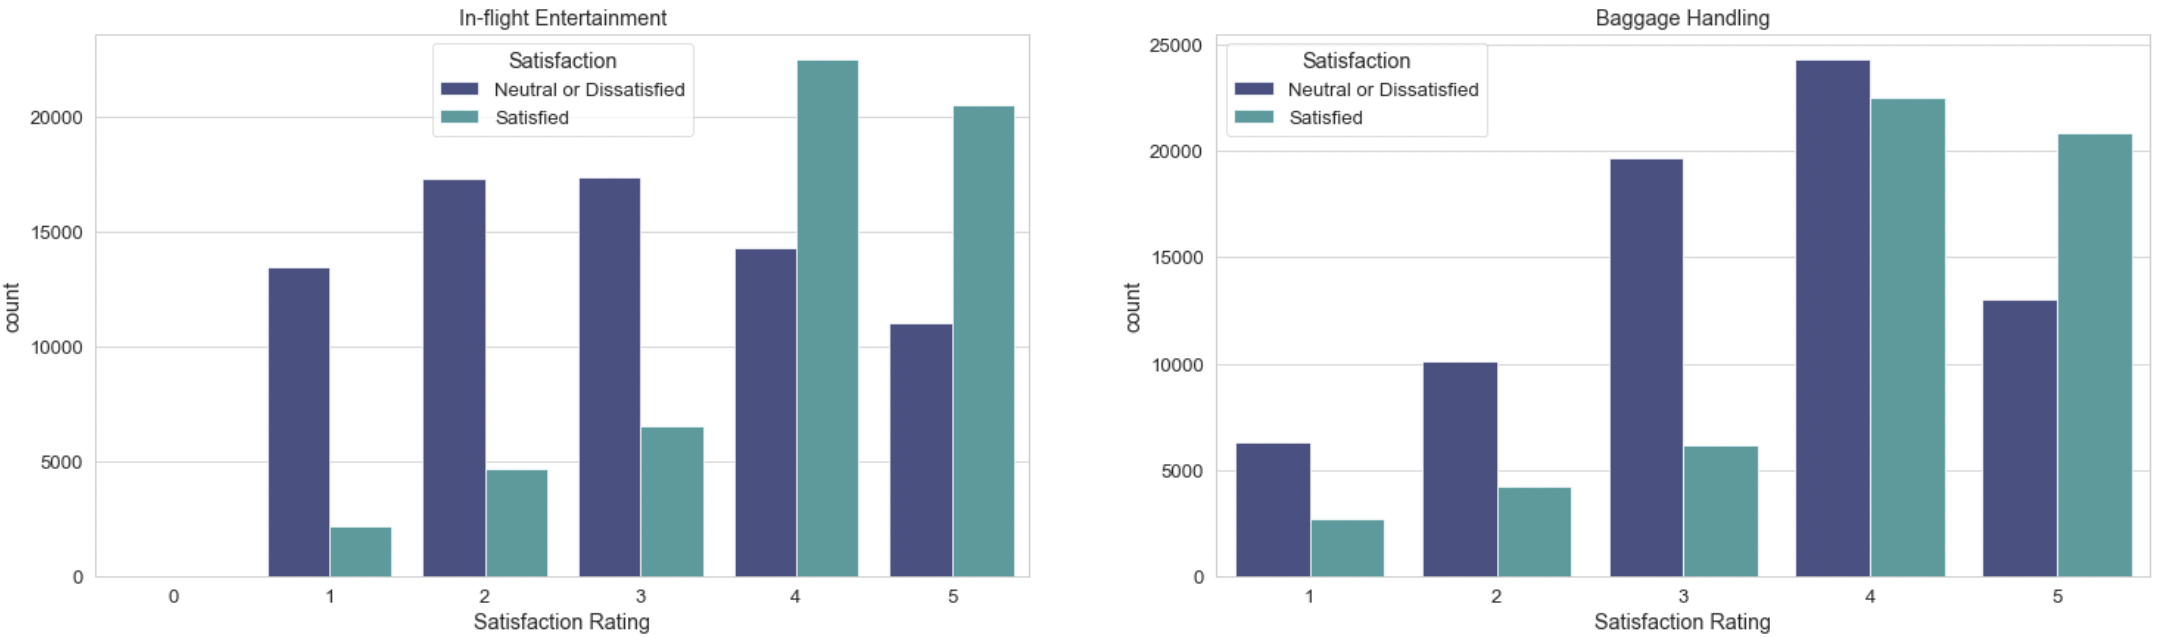 In-flight Entertainment
Satisfaction
Neutral or Dissatisfied
Satisfied
20000
15000
10000
5000
0
count
0 1 2 3 4 5
Satisfaction Rating
Baggage Handling
Satisfaction
Neutral or Dissatisfied
Satisfied
25000
20000
15000
10000
5000
0
count
1 2 3 4 5
Satisfaction Rating